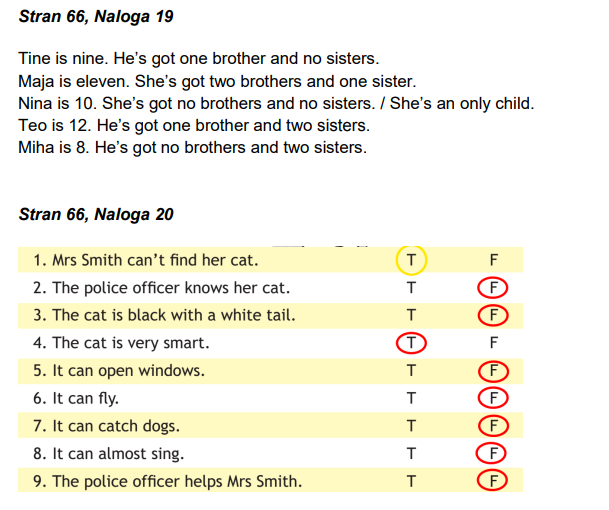 Stran 66, Naloga 19
Tine is nine. He's got one brother and no sisters.
Maja is eleven. She's got two brothers and one sister.
Nina is 10. She's got no brothers and no sisters. / She's an only child.
Teo is 12. He's got one brother and two sisters.
Miha is 8. He's got no brothers and two sisters.
Stran 66, Naloga 20
1. Mrs Smith can't find her cat. T F
2. The police officer knows her cat. T F
3. The cat is black with a white tail. T F
4. The cat is very smart. T F
5. It can open windows. T F
6. It can fly. T F
7. It can catch dogs. T F
8. It can almost sing. T F
9. The police officer helps Mrs Smith. T F